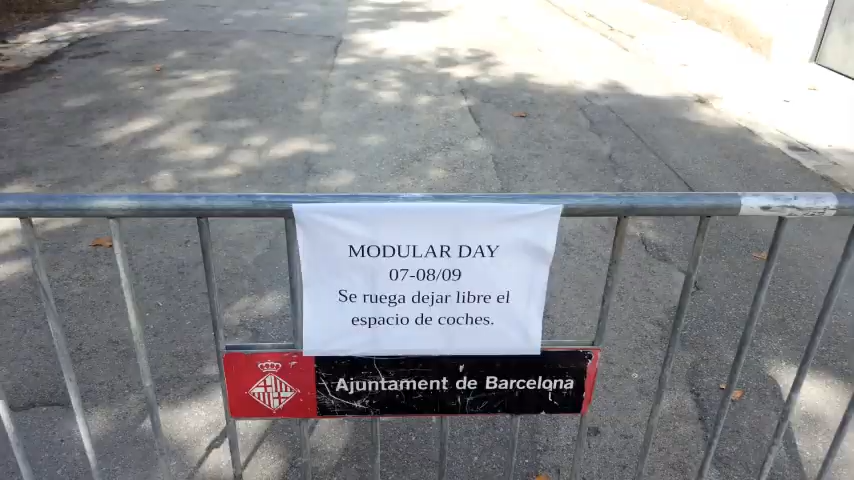 MODULAR DAY
07-08/09
Se ruega dejar libre el
espacio de coches.
Ajuntament de Barcelona